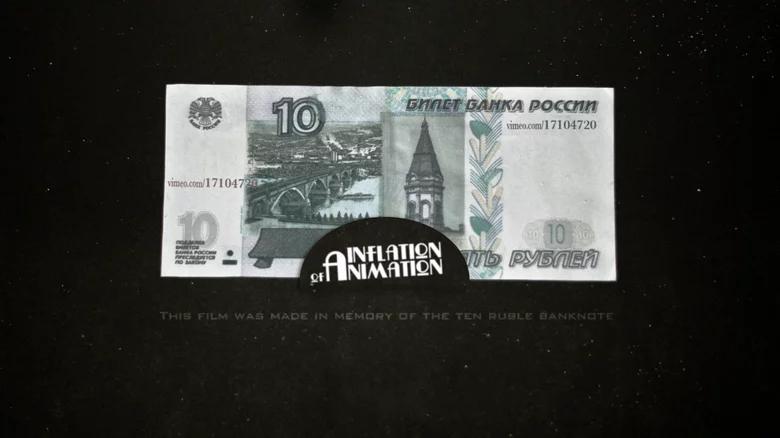 10
БИЛЕТ БАНКА РОССИИ
vimeo.com/17104720
vimeo.com/1710472
10
ПОДДЕЛКА
БИЛЕТОВ
БАНКА РОССИИ
ПРЕСЛЕДУЕТСЯ
ПО ЗАКОНУ
10
ТЬ РУБЛЕЙ
INFLATION
OF ANIMATION
THIS FILM WAS MADE IN MEMORY OF THE TEN RUBLE BANKNOTE